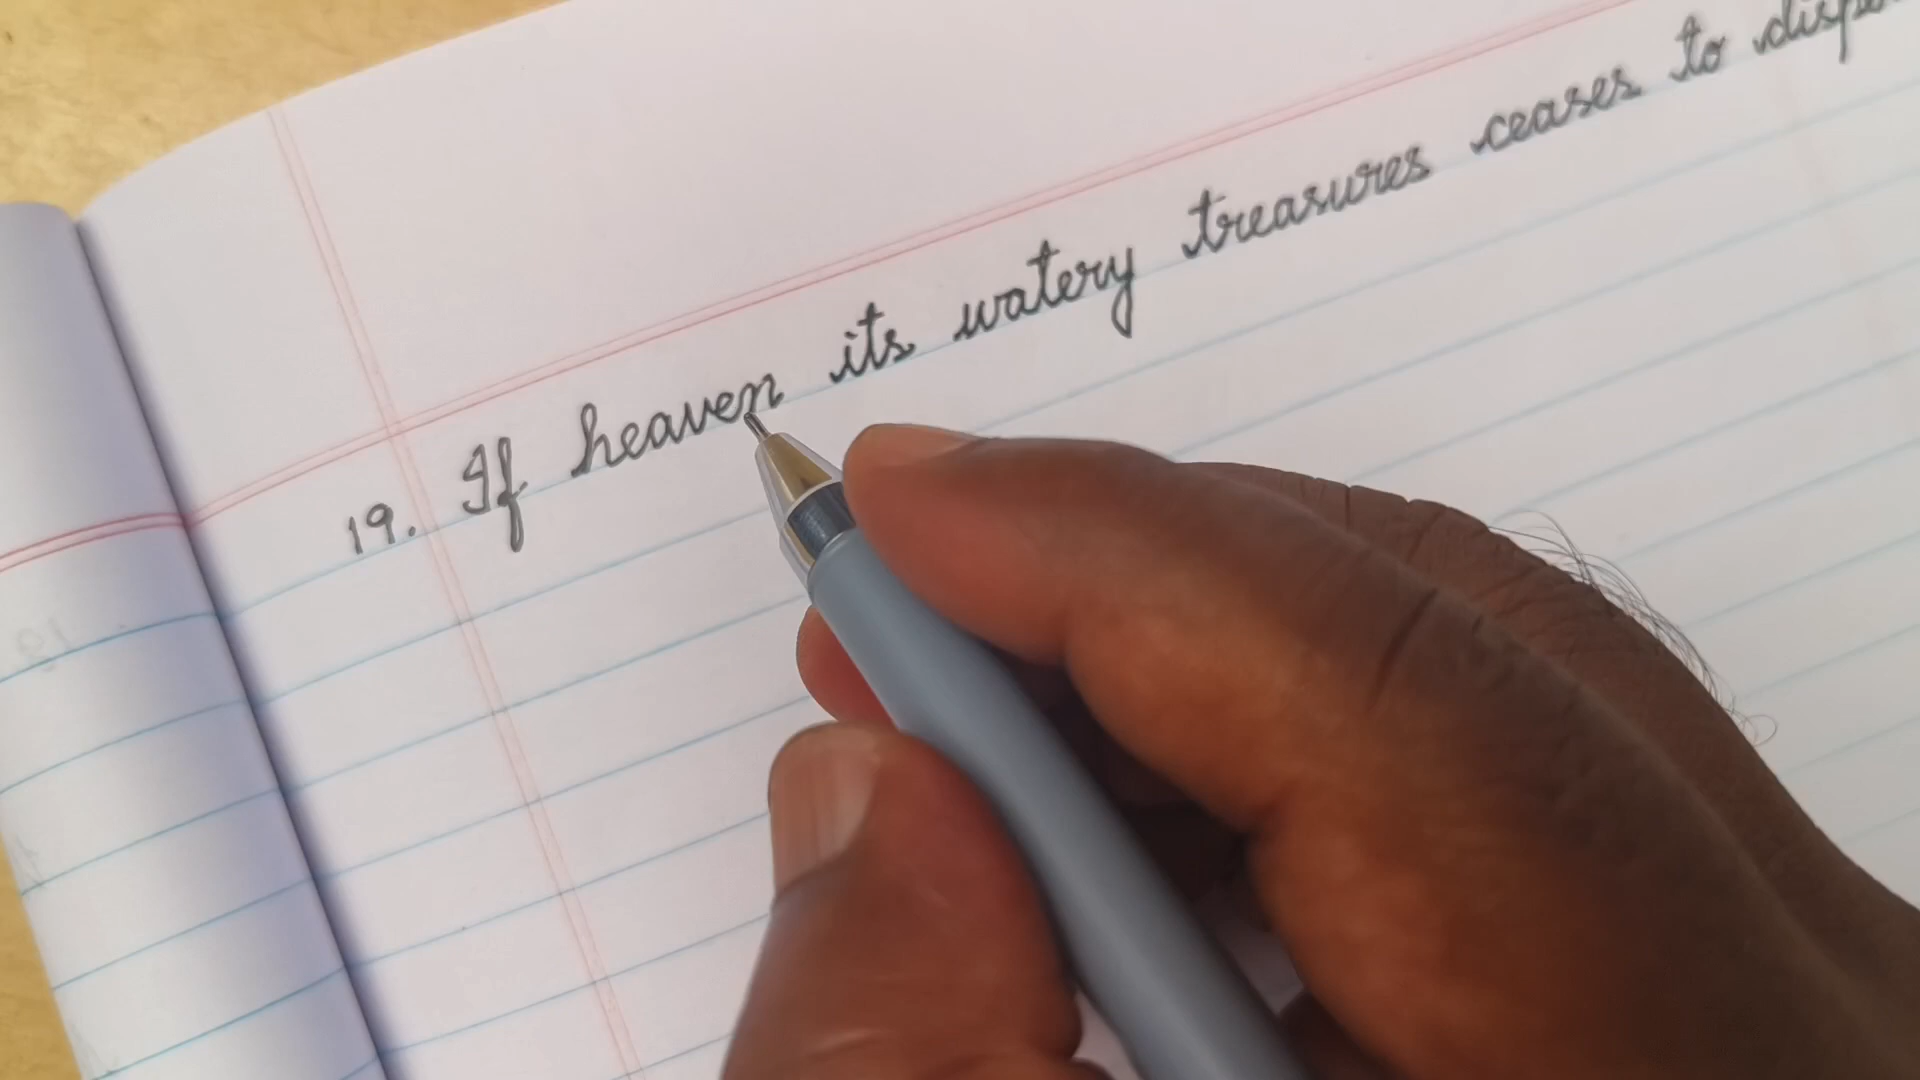 19. If heaven its watery treasures ceases to